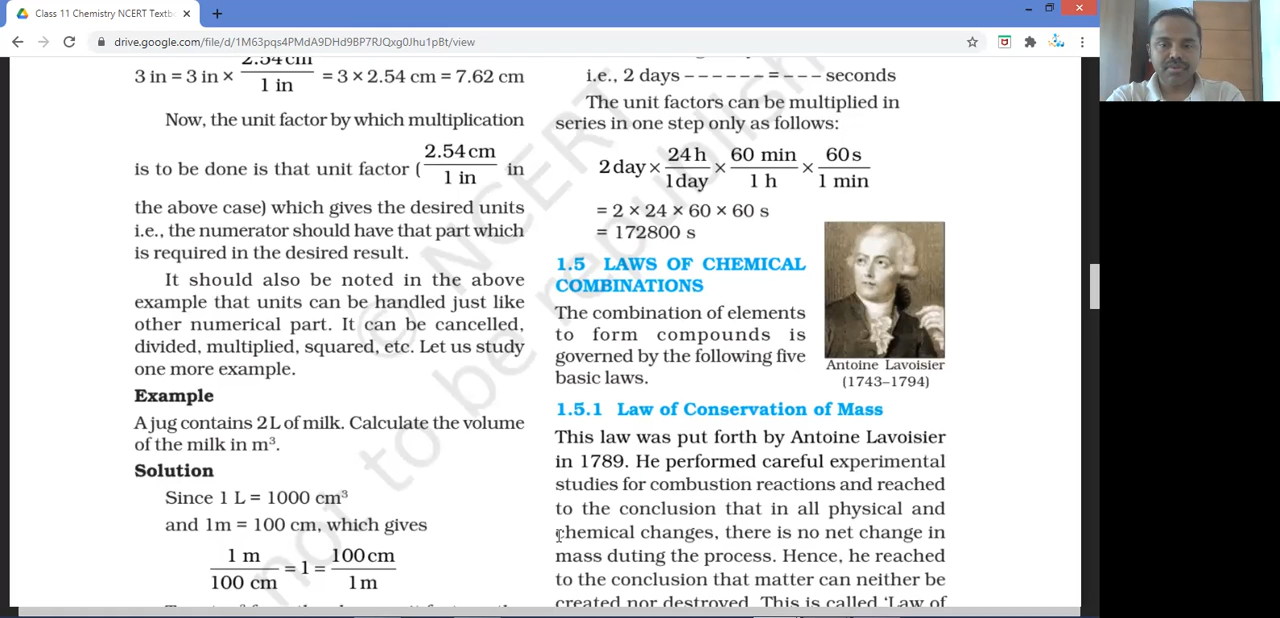 Class 11 Chemistry NCERT Textb
drive.google.com/file/d/1M63pqs4PMdA9DHd9BP7RJQxg0Jhu1pBt/view
2.54 cm
3 in = 3 in × ——— = 3 × 2.54 cm = 7.62 cm
1 in
Now, the unit factor by which multiplication
2.54 cm
is to be done is that unit factor ( ——— in
1 in
the above case) which gives the desired units
i.e., the numerator should have that part which
is required in the desired result.
It should also be noted in the above
example that units can be handled just like
other numerical part. It can be cancelled,
divided, multiplied, squared, etc. Let us study
one more example.
Example
A jug contains 2 L of milk. Calculate the volume
of the milk in m³.
Solution
Since 1 L = 1000 cm³
and 1m = 100 cm, which gives
1 m / 100 cm = 1 = 100 cm / 1 m
i.e., 2 days – – – – – – = – – – seconds
The unit factors can be multiplied in
series in one step only as follows:
2 day × 24 h / 1 day × 60 min / 1 h × 60 s / 1 min
= 2 × 24 × 60 × 60 s
= 172800 s
1.5 LAWS OF CHEMICAL
COMBINATIONS
The combination of elements
to form compounds is
governed by the following five
basic laws.
Antoine Lavoisier
(1743–1794)
1.5.1 Law of Conservation of Mass
This law was put forth by Antoine Lavoisier
in 1789. He performed careful experimental
studies for combustion reactions and reached
to the conclusion that in all physical and
chemical changes, there is no net change in
mass duting the process. Hence, he reached
to the conclusion that matter can neither be
created nor destroyed. This is called ‘Law of
© NCERT
not to be republish